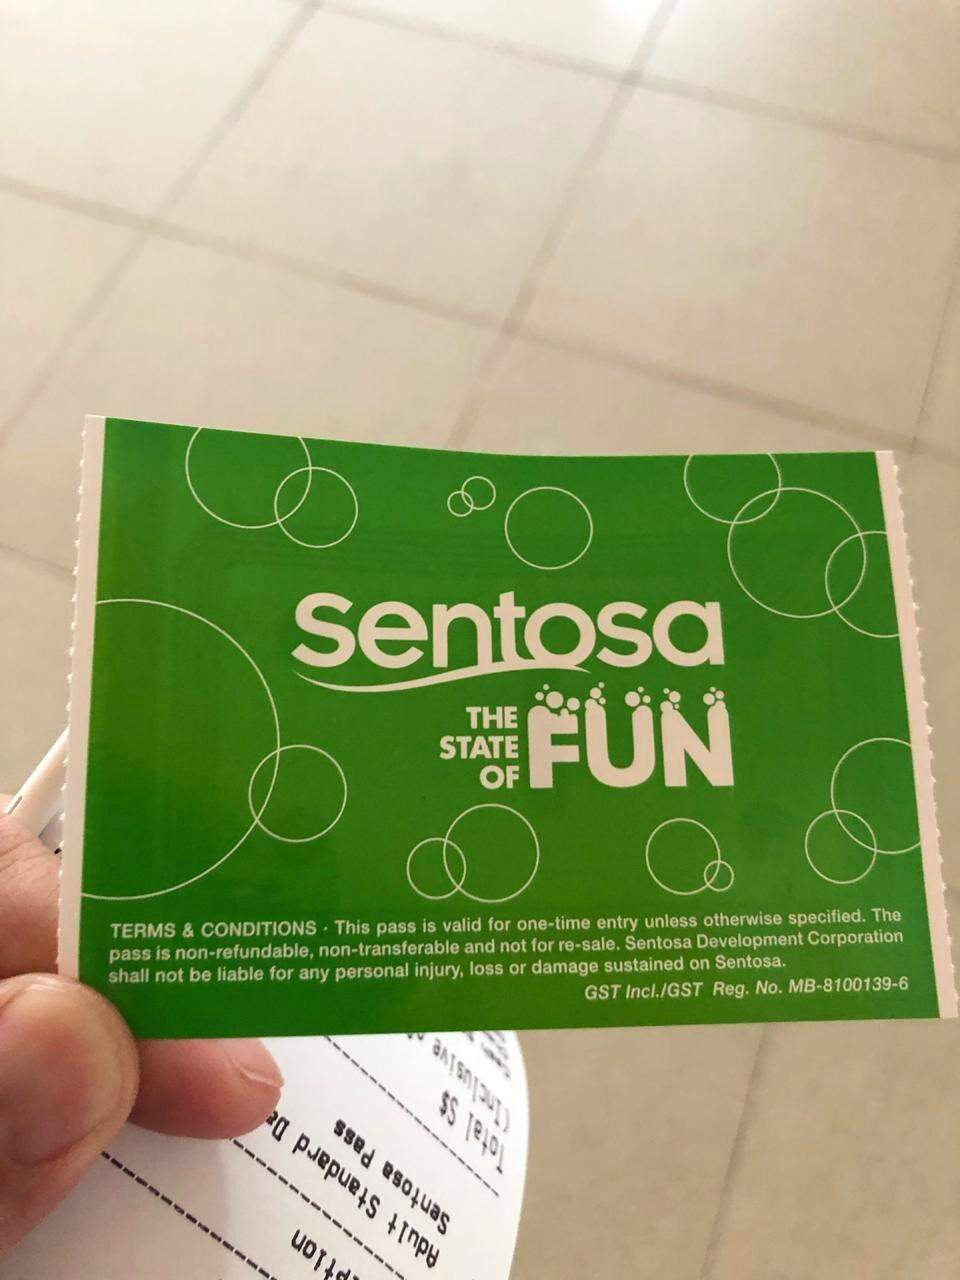 Sentosa
THE
STATE
OF
FUN
TERMS & CONDITIONS · This pass is valid for one-time entry unless otherwise specified. The
pass is non-refundable, non-transferable and not for re-sale. Sentosa Development Corporation
shall not be liable for any personal injury, loss or damage sustained on Sentosa.
GST Incl./GST Reg. No. MB-8100139-6
Adult Standard Da
Sentosa Pass
Total S$
(Inclusive